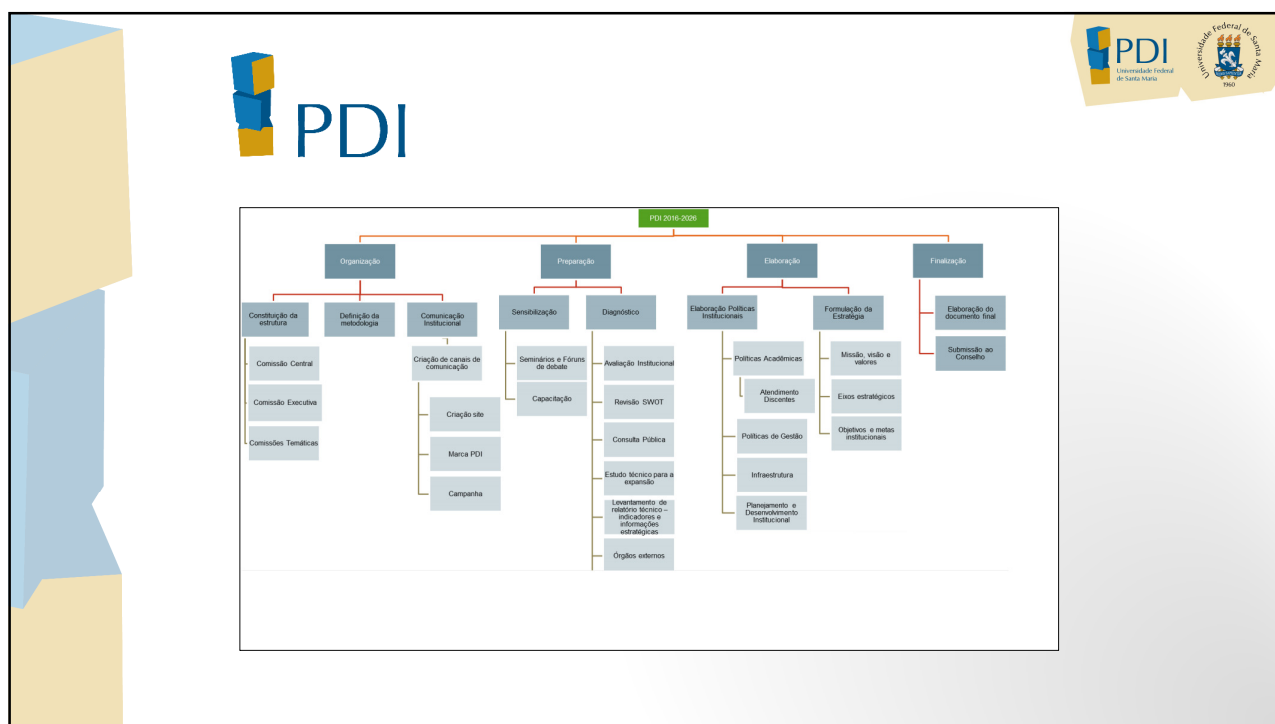 PDI
Universidade Federal
de Santa Maria
Universidade Federal de Santa Maria
1960
PDI
PDI 2016-2026
Organização
Preparação
Elaboração
Finalização
Constituição da
estrutura
Definição da
metodologia
Comunicação
Institucional
Sensibilização
Diagnóstico
Elaboração Políticas
Institucionais
Formulação da
Estratégia
Elaboração do
documento final
Submissão ao
Conselho
Comissão Central
Comissão Executiva
Comissões Temáticas
Criação de canais de
comunicação
Criação site
Marca PDI
Campanha
Seminários e Fóruns
de debate
Capacitação
Avaliação Institucional
Revisão SWOT
Consulta Pública
Estudo técnico para a
expansão
Levantamento de
relatório técnico –
indicadores e
informações
estratégicas
Órgãos externos
Políticas Acadêmicas
Atendimento
Discentes
Políticas de Gestão
Infraestrutura
Planejamento e
Desenvolvimento
Institucional
Missão, visão e
valores
Eixos estratégicos
Objetivos e metas
institucionais